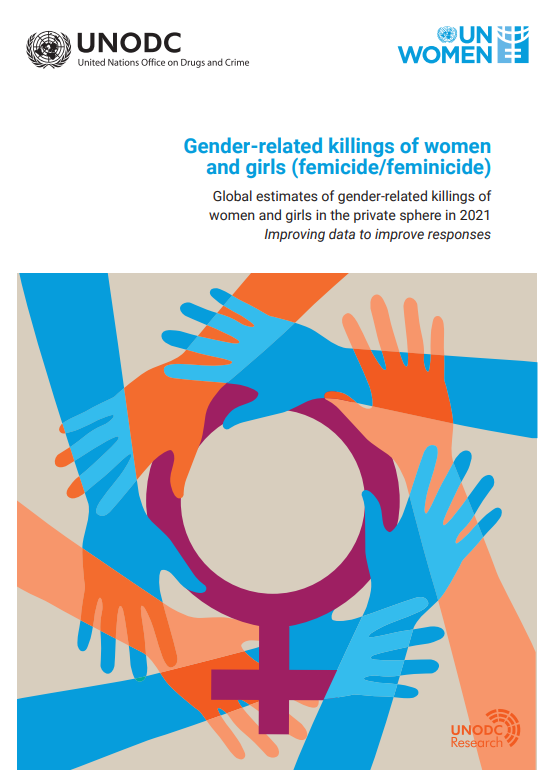 UNODC
United Nations Office on Drugs and Crime
UN
WOMEN
Gender-related killings of women
and girls (femicide/feminicide)
Global estimates of gender-related killings of
women and girls in the private sphere in 2021
Improving data to improve responses
UNODC
Research